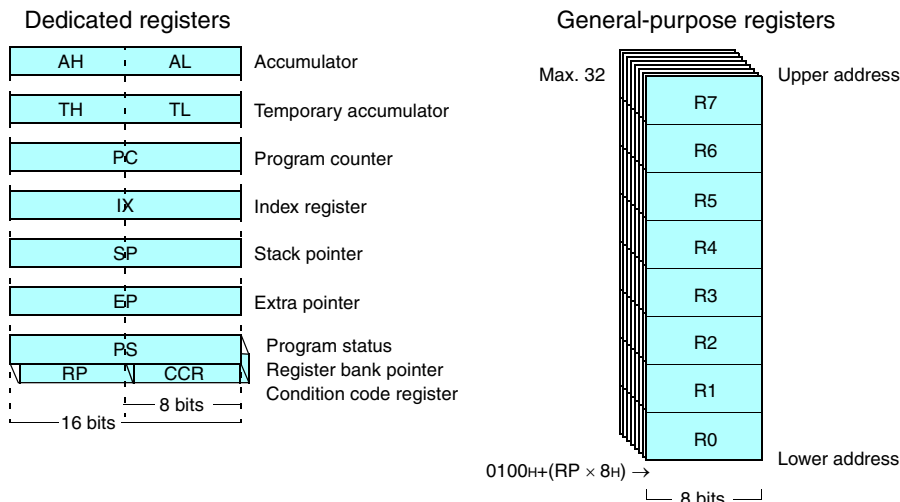 Dedicated registers
AH AL Accumulator
TH TL Temporary accumulator
PC Program counter
IX Index register
SP Stack pointer
EP Extra pointer
PS Program status
RP CCR Register bank pointer
Condition code register
8 bits
16 bits
General-purpose registers
Max. 32 Upper address
R7
R6
R5
R4
R3
R2
R1
R0
Lower address
0100H+(RP × 8H) →
8 bits